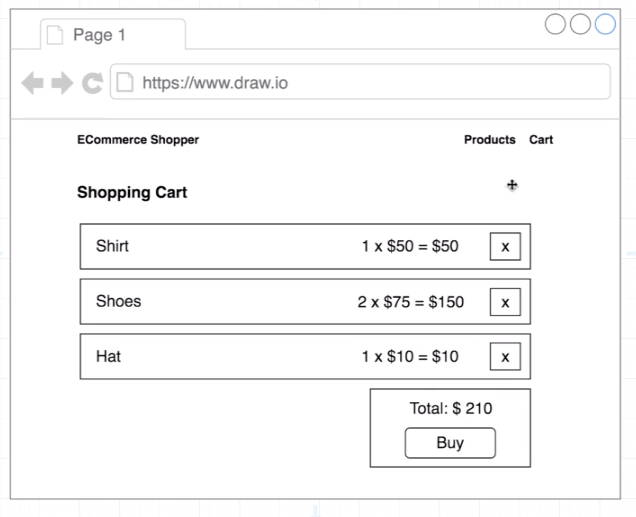 Page 1
https://www.draw.io
ECommerce Shopper Products Cart
Shopping Cart
Shirt 1 x $50 = $50 x
Shoes 2 x $75 = $150 x
Hat 1 x $10 = $10 x
Total: $ 210
Buy